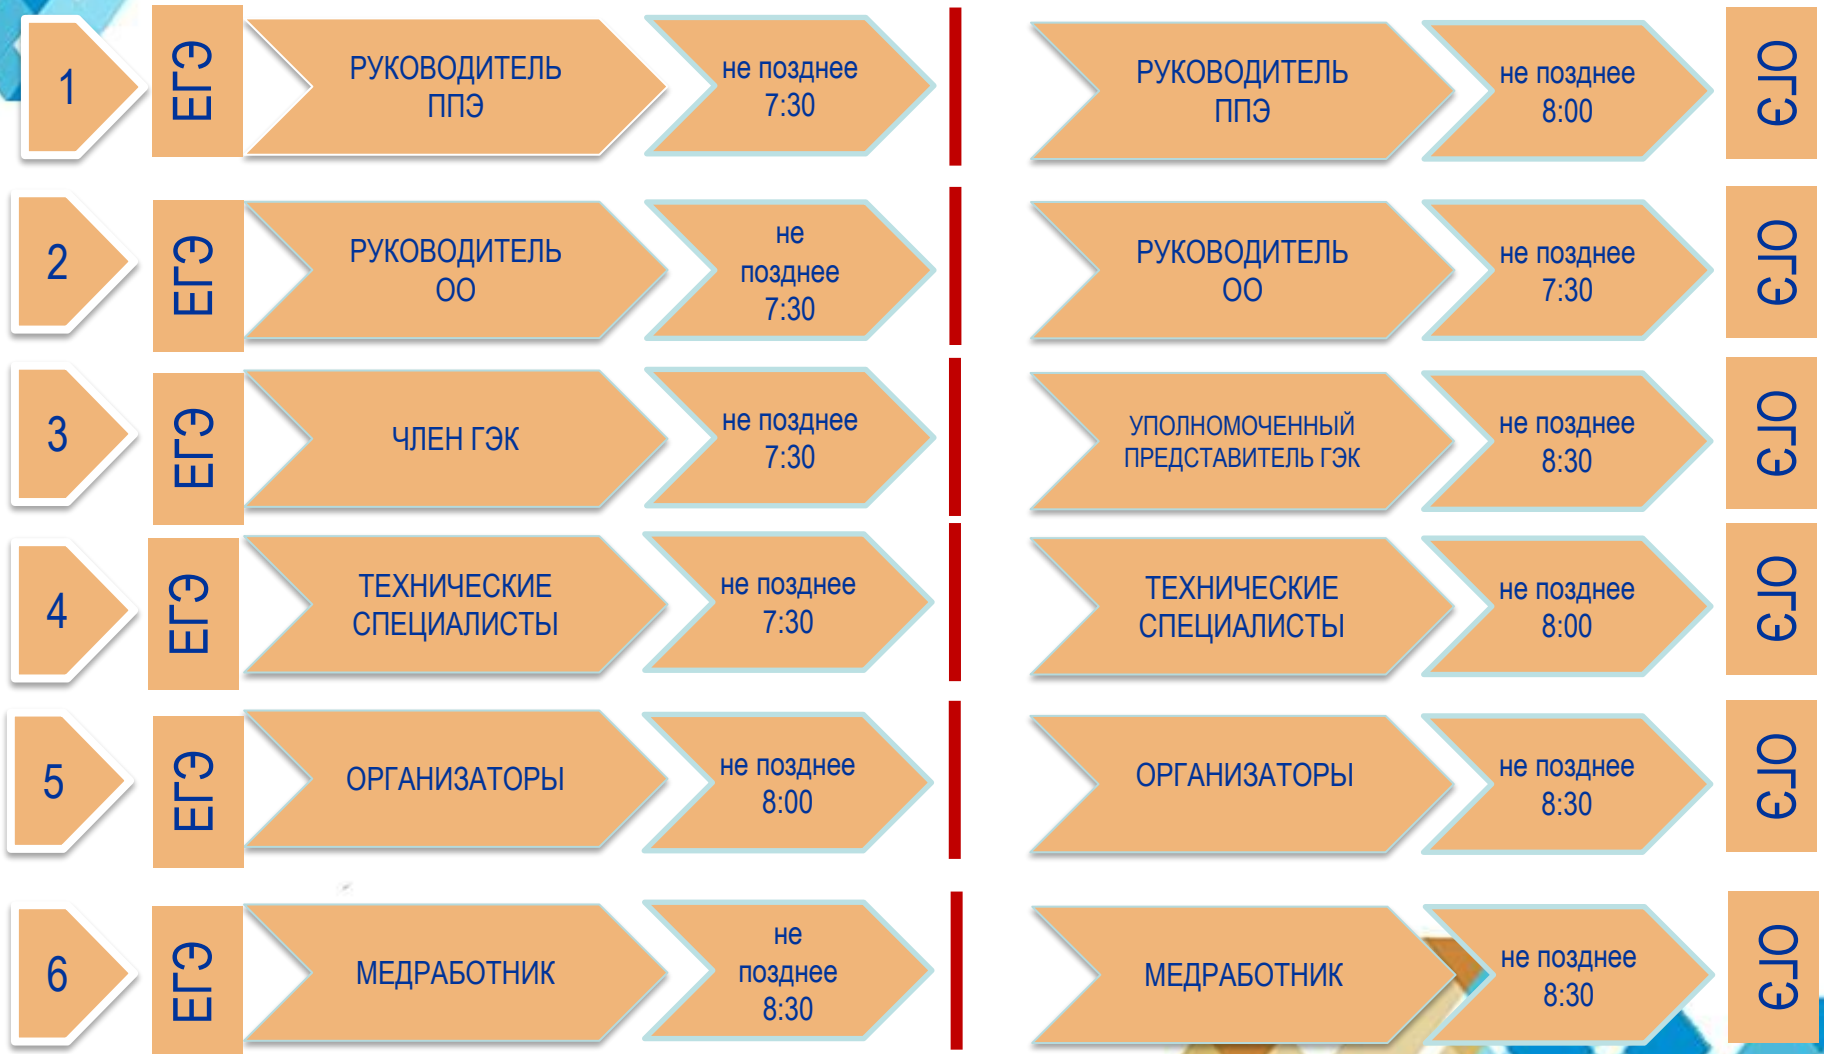 1
ЕГЭ
РУКОВОДИТЕЛЬ
ППЭ
не позднее
7:30
РУКОВОДИТЕЛЬ
ППЭ
не позднее
8:00
ОГЭ
2
ЕГЭ
РУКОВОДИТЕЛЬ
ОО
не
позднее
7:30
РУКОВОДИТЕЛЬ
ОО
не позднее
7:30
ОГЭ
3
ЕГЭ
ЧЛЕН ГЭК
не позднее
7:30
УПОЛНОМОЧЕННЫЙ
ПРЕДСТАВИТЕЛЬ ГЭК
не позднее
8:30
ОГЭ
4
ЕГЭ
ТЕХНИЧЕСКИЕ
СПЕЦИАЛИСТЫ
не позднее
7:30
ТЕХНИЧЕСКИЕ
СПЕЦИАЛИСТЫ
не позднее
8:00
ОГЭ
5
ЕГЭ
ОРГАНИЗАТОРЫ
не позднее
8:00
ОРГАНИЗАТОРЫ
не позднее
8:30
ОГЭ
6
ЕГЭ
МЕДРАБОТНИК
не
позднее
8:30
МЕДРАБОТНИК
не позднее
8:30
ОГЭ